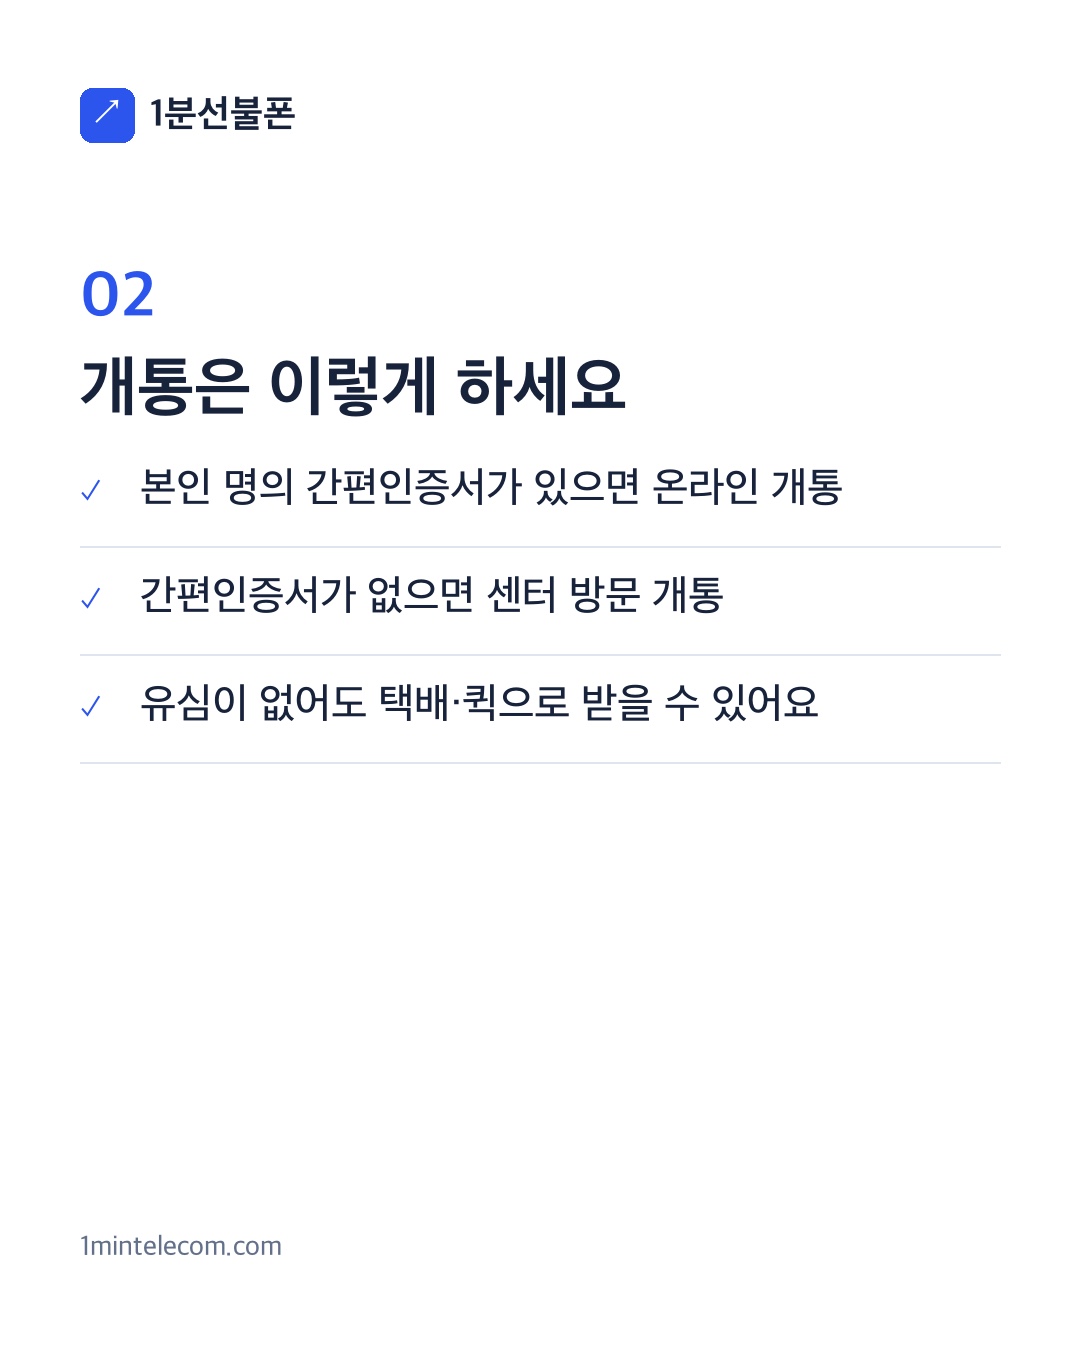 1분선불폰
02
개통은 이렇게 하세요
✓ 본인 명의 간편인증서가 있으면 온라인 개통
✓ 간편인증서가 없으면 센터 방문 개통
✓ 유심이 없어도 택배·퀵으로 받을 수 있어요
1mintelecom.com